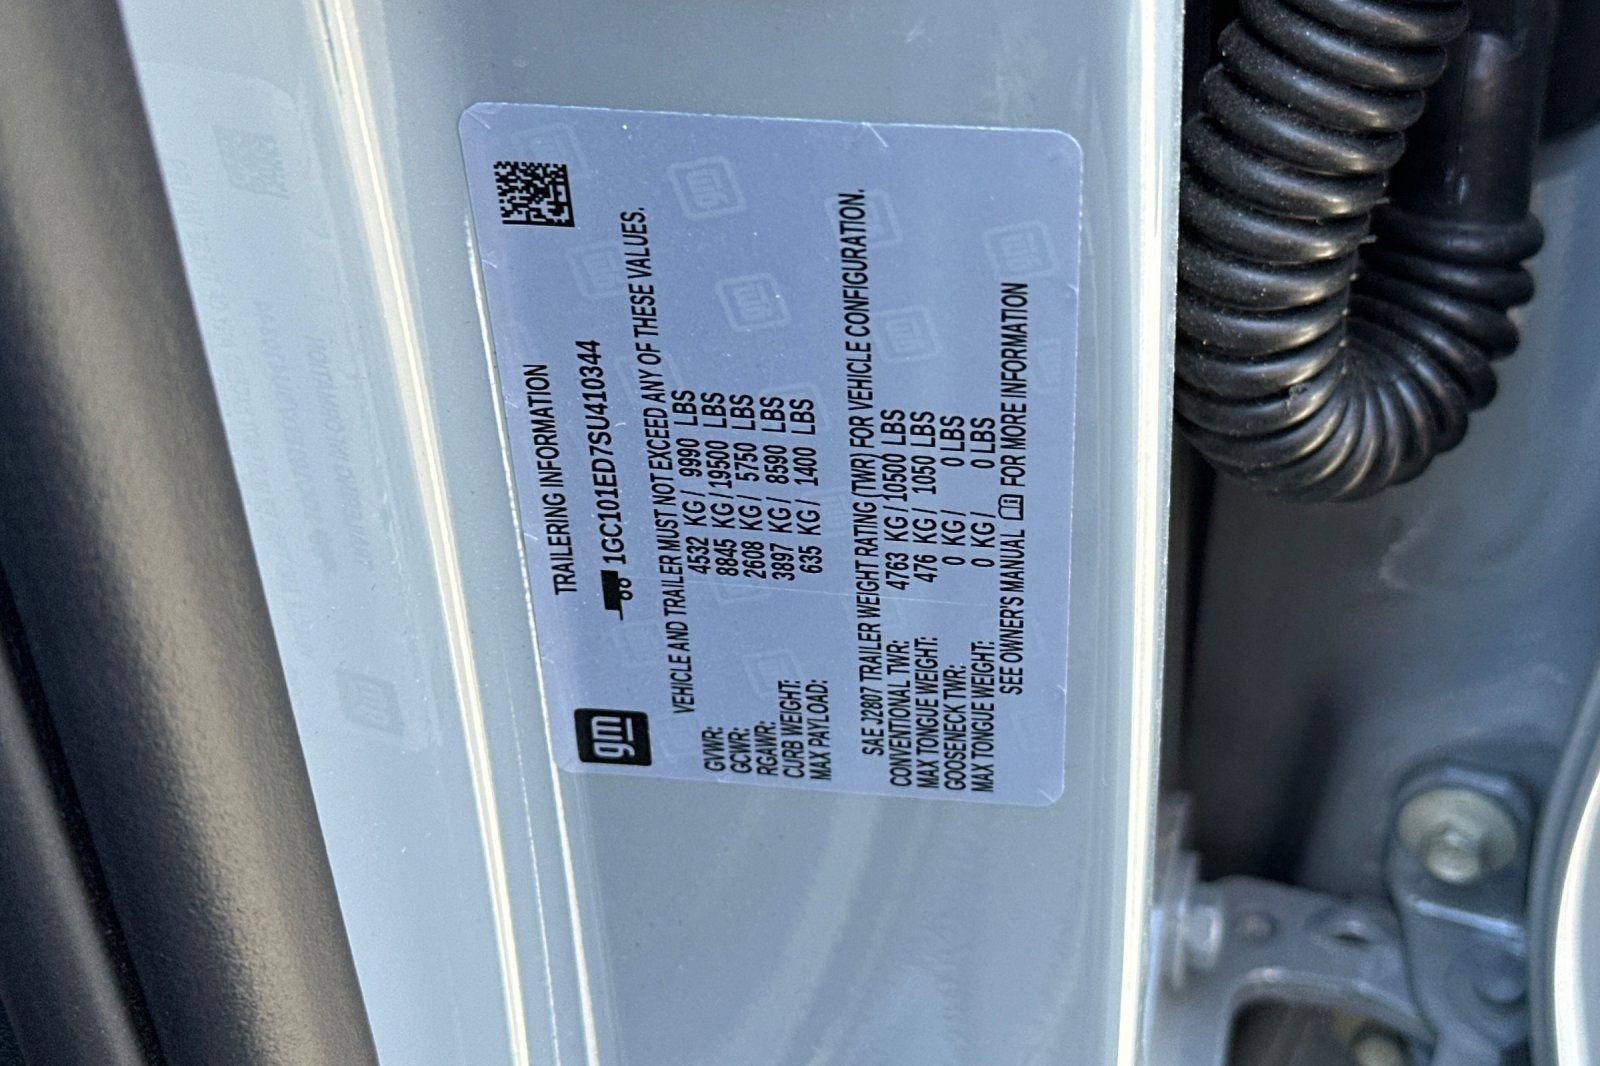 TRAILERING INFORMATION
1GC101ED7SU410344
gm
VEHICLE AND TRAILER MUST NOT EXCEED ANY OF THESE VALUES.
GVWR: 4532 KG / 9990 LBS
GCWR: 8845 KG / 19500 LBS
RGAWR: 2608 KG / 5750 LBS
CURB WEIGHT: 3897 KG / 8590 LBS
MAX PAYLOAD: 635 KG / 1400 LBS
SAE J2807 TRAILER WEIGHT RATING (TWR) FOR VEHICLE CONFIGURATION.
CONVENTIONAL TWR: 4763 KG / 10500 LBS
MAX TONGUE WEIGHT: 476 KG / 1050 LBS
GOOSENECK TWR: 0 KG / 0 LBS
MAX TONGUE WEIGHT: 0 KG / 0 LBS
SEE OWNER'S MANUAL FOR MORE INFORMATION